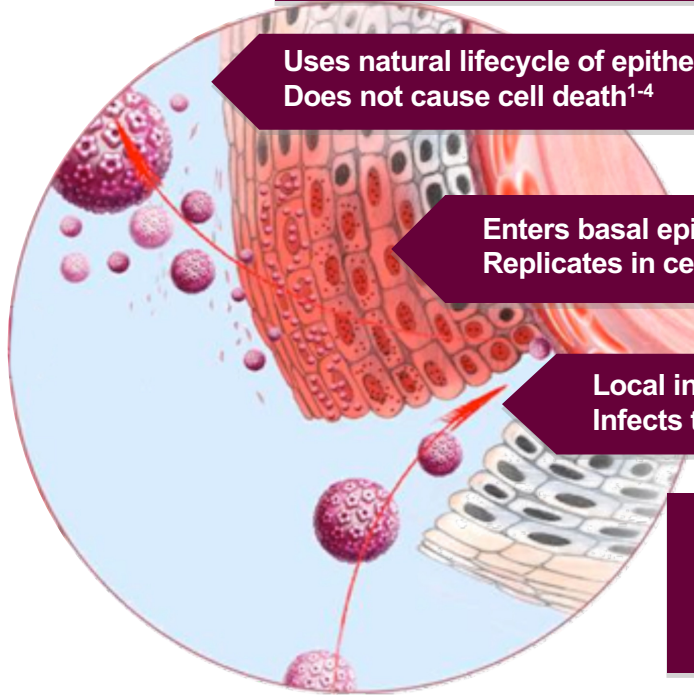 Uses natural lifecycle of epithe
Does not cause cell death1-4
Enters basal epi
Replicates in ce
Local in
Infects t